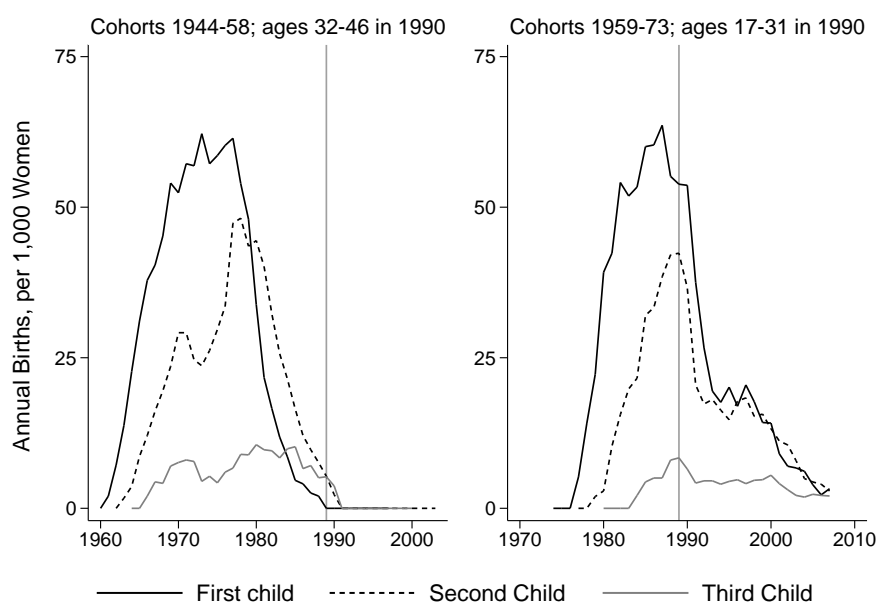 Cohorts 1944-58; ages 32-46 in 1990
Cohorts 1959-73; ages 17-31 in 1990
Annual Births, per 1,000 Women
75
50
25
0
1960 1970 1980 1990 2000
75
50
25
0
1970 1980 1990 2000 2010
First child Second Child Third Child